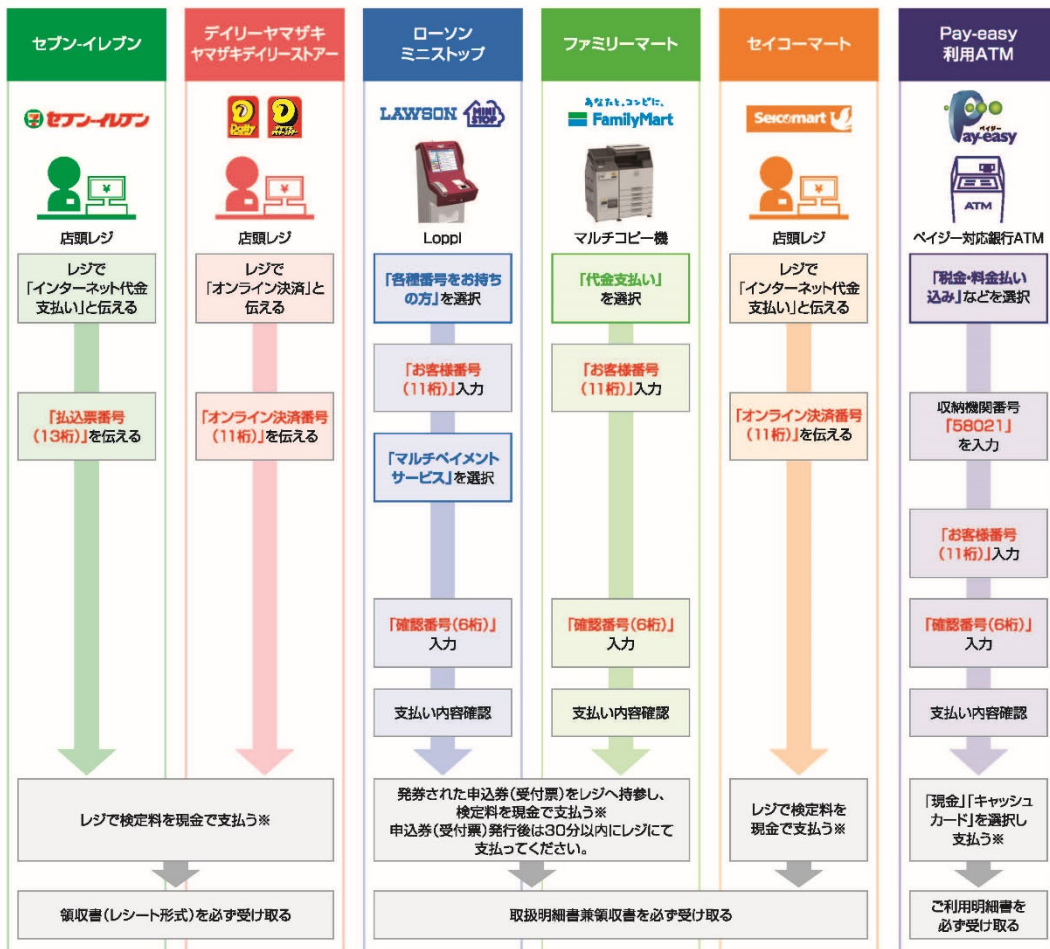 セブン-イレブン
デイリーヤマザキ
ヤマザキデイリーストアー
ローソン
ミニストップ
ファミリーマート
セイコーマート
Pay-easy
利用ATM
セブン-イレブン
Daily
LAWSON
MINI
STOP
あなたと、コンビに、
FamilyMart
Seicomart
ペイジー
Pay-easy
¥
¥
¥
ATM
店頭レジ
店頭レジ
Loppi
マルチコピー機
店頭レジ
ペイジー対応銀行ATM
レジで
「インターネット代金
支払い」と伝える
「払込票番号
(13桁)」を伝える
レジで
「オンライン決済」と
伝える
「オンライン決済番号
(11桁)」を伝える
「各種番号をお持ち
の方」を選択
「お客様番号
(11桁)」入力
「マルチペイメント
サービス」を選択
「確認番号(6桁)」
入力
支払い内容確認
「代金支払い」
を選択
「お客様番号
(11桁)」入力
「確認番号(6桁)」
入力
支払い内容確認
レジで
「インターネット代金
支払い」と伝える
「オンライン決済番号
(11桁)」を伝える
「税金・料金払い
込み」などを選択
収納機関番号
「58021」
を入力
「お客様番号
(11桁)」入力
「確認番号(6桁)」
入力
支払い内容確認
レジで検定料を現金で支払う※
発券された申込券(受付票)をレジへ持参し、
検定料を現金で支払う※
申込券(受付票)発行後は30分以内にレジにて
支払ってください。
レジで検定料を
現金で支払う※
「現金」「キャッシュ
カード」を選択し
支払う※
領収書(レシート形式)を必ず受け取る
取扱明細書兼領収書を必ず受け取る
ご利用明細書を
必ず受け取る